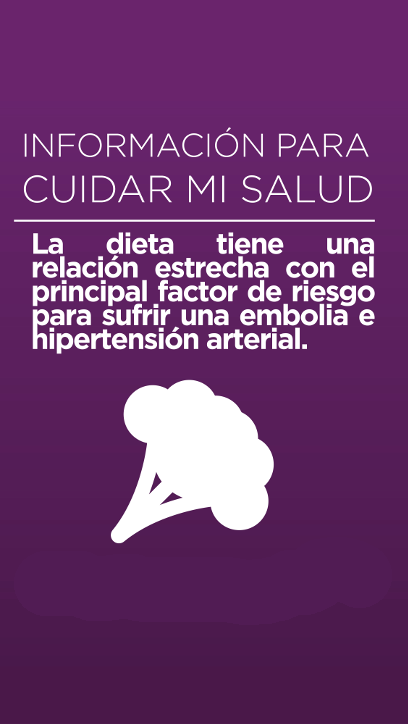 INFORMACIÓN PARA
CUIDAR MI SALUD
La dieta tiene una
relación estrecha con el
principal factor de riesgo
para sufrir una embolia e
hipertensión arterial.